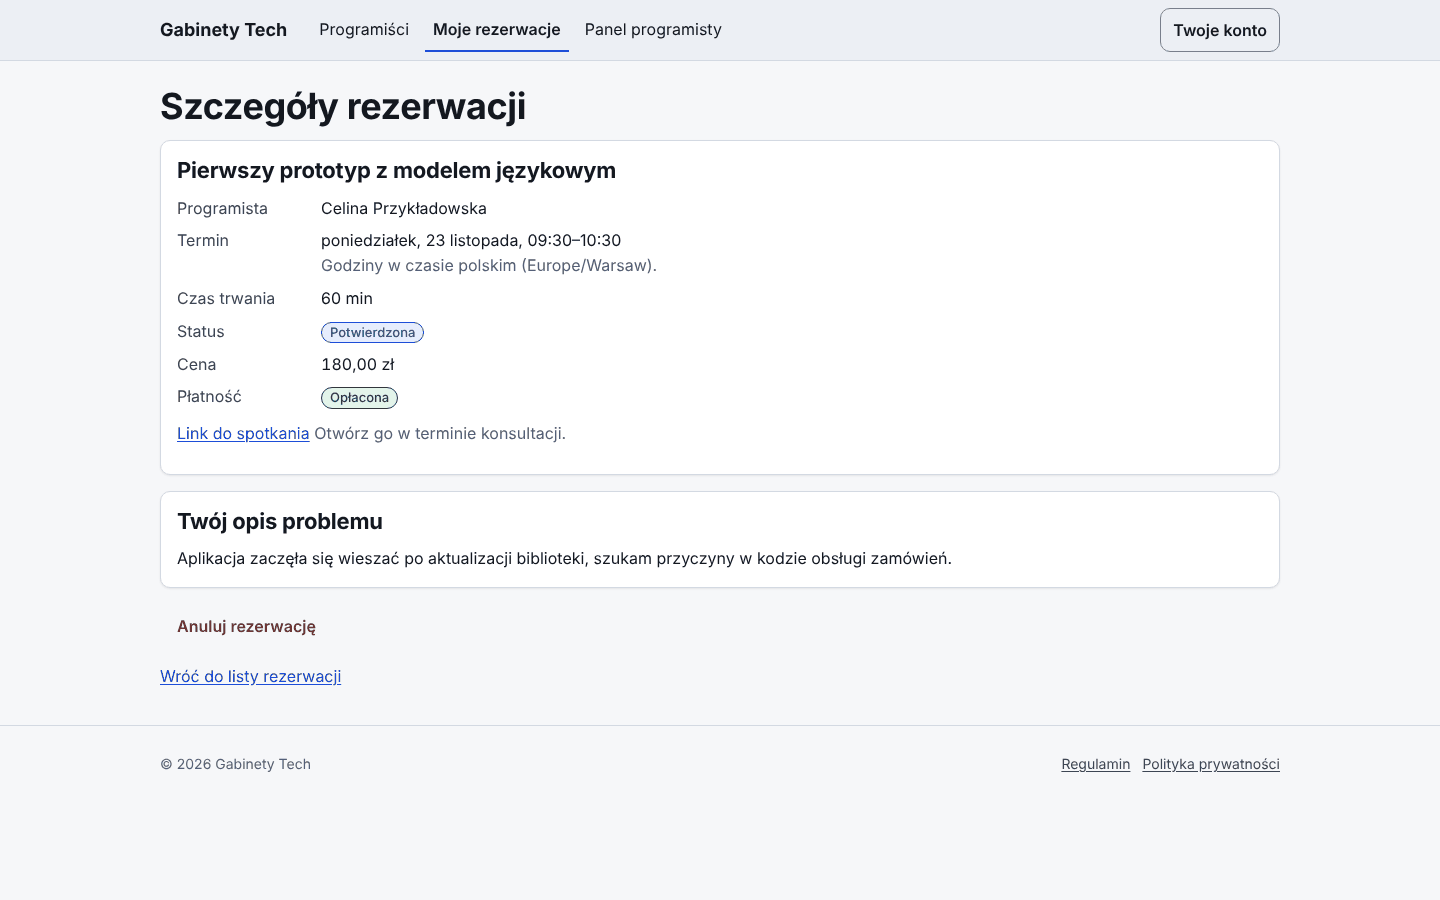 Gabinety Tech
Programiści
Moje rezerwacje
Panel programisty
Twoje konto
Szczegóły rezerwacji
Pierwszy prototyp z modelem językowym
Programista Celina Przykładowska
Termin poniedziałek, 23 listopada, 09:30–10:30
Godziny w czasie polskim (Europe/Warsaw).
Czas trwania 60 min
Status Potwierdzona
Cena 180,00 zł
Płatność Opłacona
Link do spotkania Otwórz go w terminie konsultacji.
Twój opis problemu
Aplikacja zaczęła się wieszać po aktualizacji biblioteki, szukam przyczyny w kodzie obsługi zamówień.
Anuluj rezerwację
Wróć do listy rezerwacji
© 2026 Gabinety Tech
Regulamin Polityka prywatności